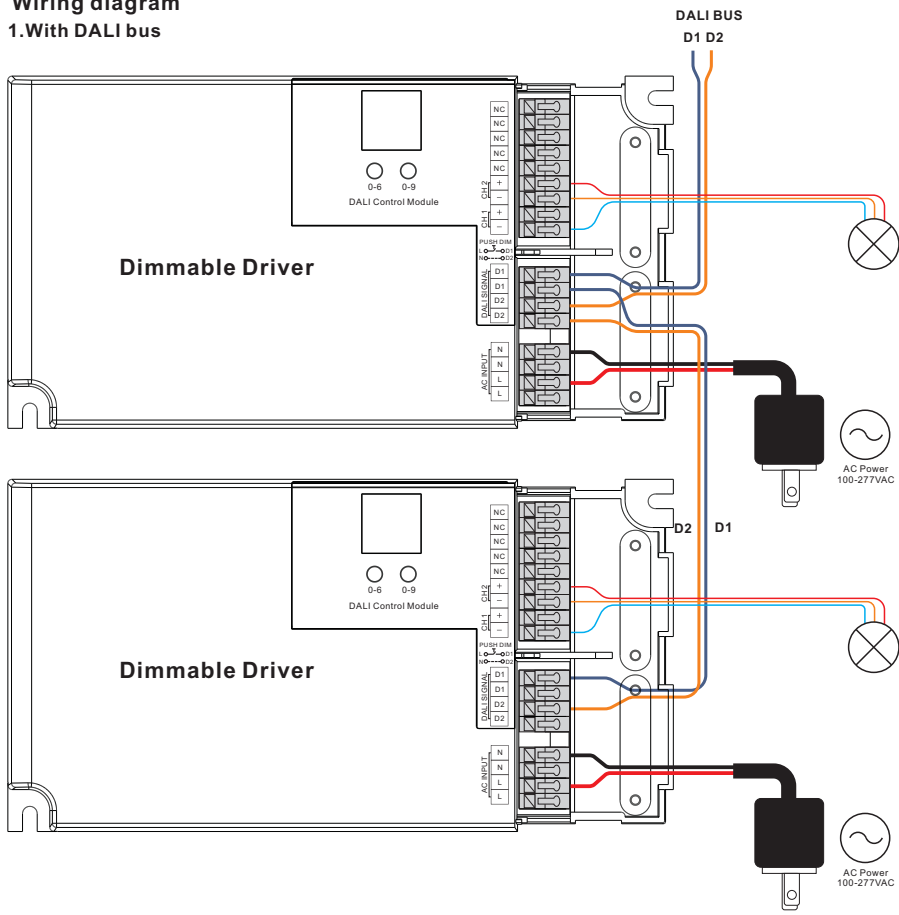 Wiring diagram
1.With DALI bus
DALI BUS
D1 D2
NC
NC
NC
NC
NC
CH 2 +
−
CH 1 +
−
0-6 0-9
DALI Control Module
PUSH DIM
L D1
N D2
Dimmable Driver
DALI SIGNAL
D1
D1
D2
D2
AC INPUT
N
N
L
L
AC Power
100-277VAC
D2 D1
NC
NC
NC
NC
NC
CH 2 +
−
CH 1 +
−
0-6 0-9
DALI Control Module
PUSH DIM
L D1
N D2
Dimmable Driver
DALI SIGNAL
D1
D1
D2
D2
AC INPUT
N
N
L
L
AC Power
100-277VAC